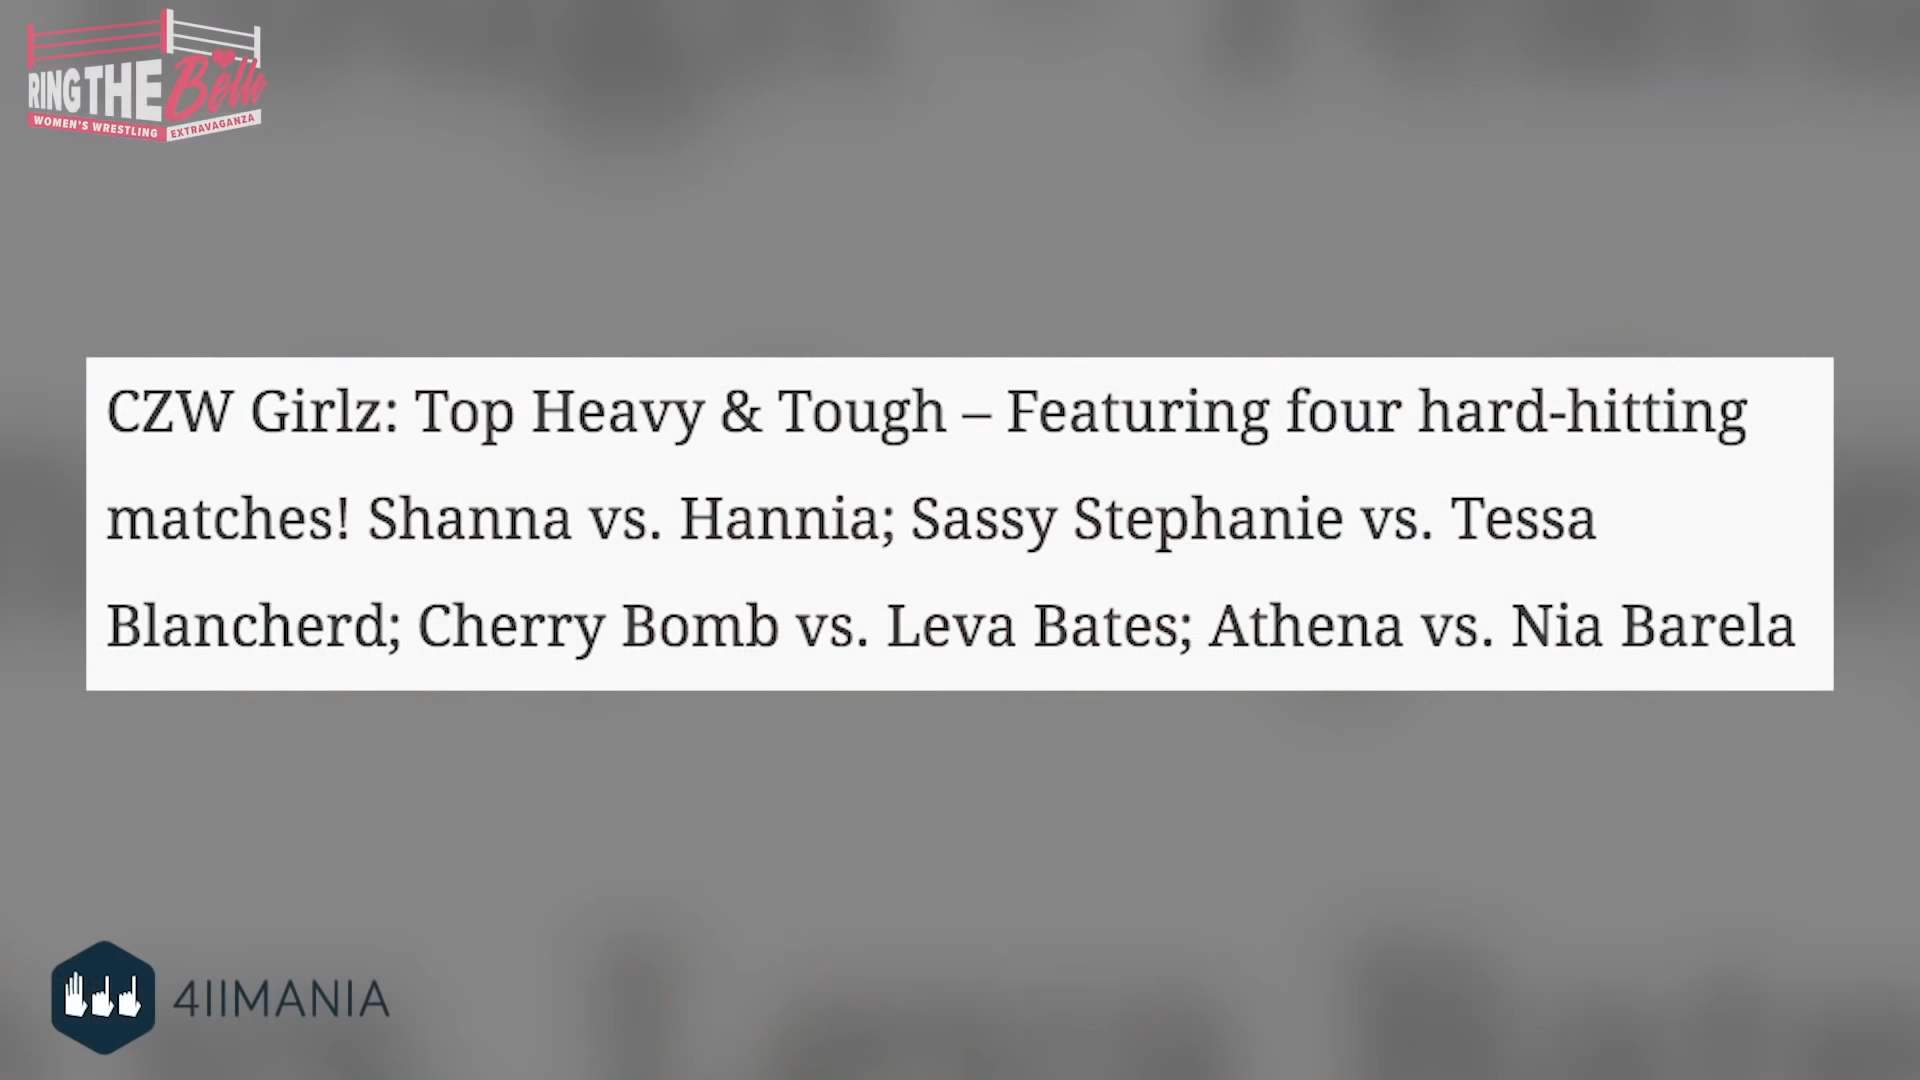 RING THE Belle
WOMEN'S WRESTLING EXTRAVAGANZA
CZW Girlz: Top Heavy & Tough – Featuring four hard-hitting
matches! Shanna vs. Hannia; Sassy Stephanie vs. Tessa
Blancherd; Cherry Bomb vs. Leva Bates; Athena vs. Nia Barela
411MANIA